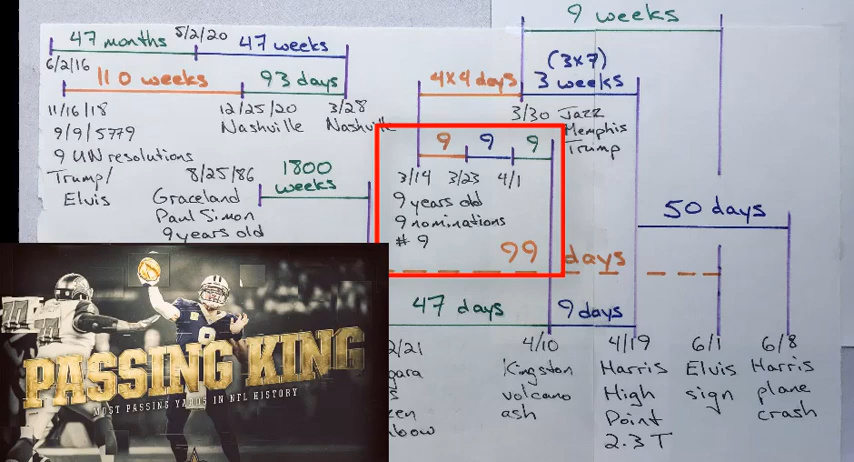 9 weeks
47 months
5/2/20
47 weeks
6/2/16
110 weeks
93 days
4x4 days
(3x7)
3 weeks
11/16/18
12/25/20
3/28
3/30 Jazz
Nashville
Nashville
Memphis
Trump
9/9/5779
9 UN resolutions
Trump/
Elvis
8/25/86
Graceland
Paul Simon
9 years old
1800
weeks
9
9
9
3/14
3/23
4/1
9 years old
9 nominations
# 9
99
days
50 days
47 days
9 days
2/21
4/10
4/19
6/1
6/8
Kingston
volcano
ash
Harris
High
Point
2.3 T
Elvis
sign
Harris
plane
crash
9
PASSING KING
MOST PASSING YARDS IN NFL HISTORY